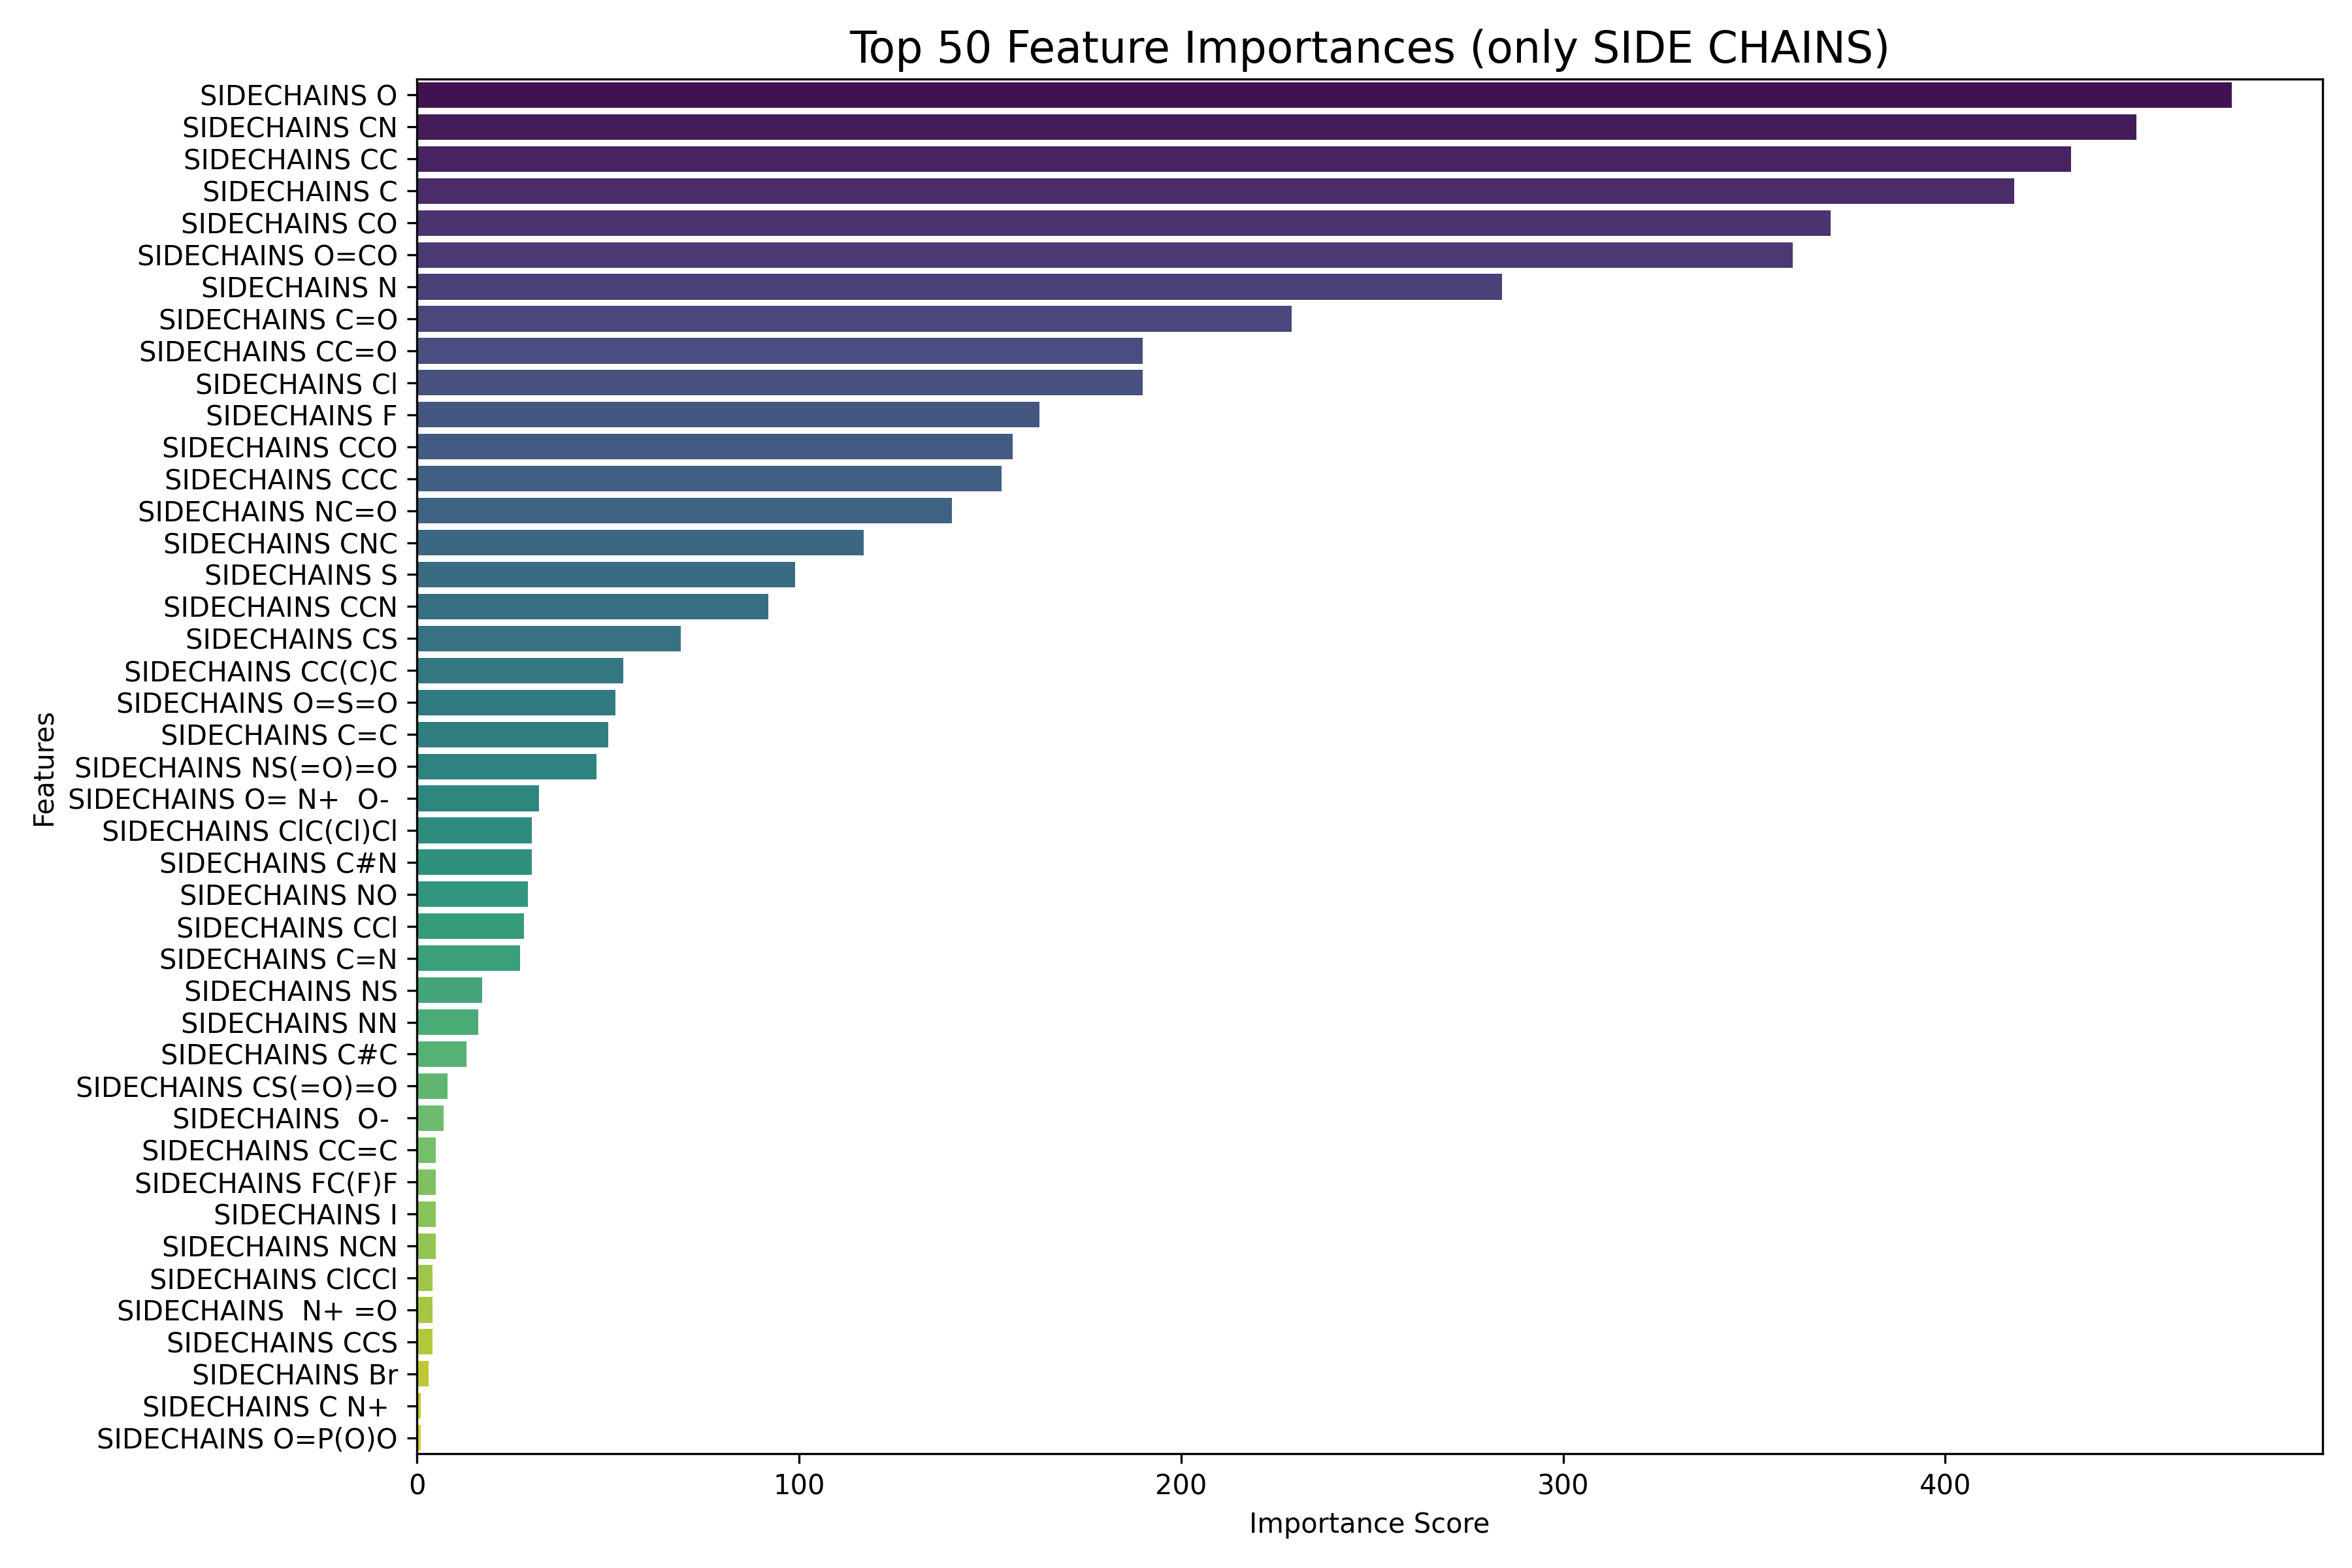 Top 50 Feature Importances (only SIDE CHAINS)
SIDECHAINS O
SIDECHAINS CN
SIDECHAINS CC
SIDECHAINS C
SIDECHAINS CO
SIDECHAINS O=CO
SIDECHAINS N
SIDECHAINS C=O
SIDECHAINS CC=O
SIDECHAINS Cl
SIDECHAINS F
SIDECHAINS CCO
SIDECHAINS CCC
SIDECHAINS NC=O
SIDECHAINS CNC
SIDECHAINS S
SIDECHAINS CCN
SIDECHAINS CS
SIDECHAINS CC(C)C
SIDECHAINS O=S=O
SIDECHAINS C=C
SIDECHAINS NS(=O)=O
SIDECHAINS O= N+  O-
SIDECHAINS ClC(Cl)Cl
SIDECHAINS C#N
SIDECHAINS NO
SIDECHAINS CCl
SIDECHAINS C=N
SIDECHAINS NS
SIDECHAINS NN
SIDECHAINS C#C
SIDECHAINS CS(=O)=O
SIDECHAINS  O-
SIDECHAINS CC=C
SIDECHAINS FC(F)F
SIDECHAINS I
SIDECHAINS NCN
SIDECHAINS ClCCl
SIDECHAINS  N+ =O
SIDECHAINS CCS
SIDECHAINS Br
SIDECHAINS C N+
SIDECHAINS O=P(O)O
Features
0 100 200 300 400
Importance Score